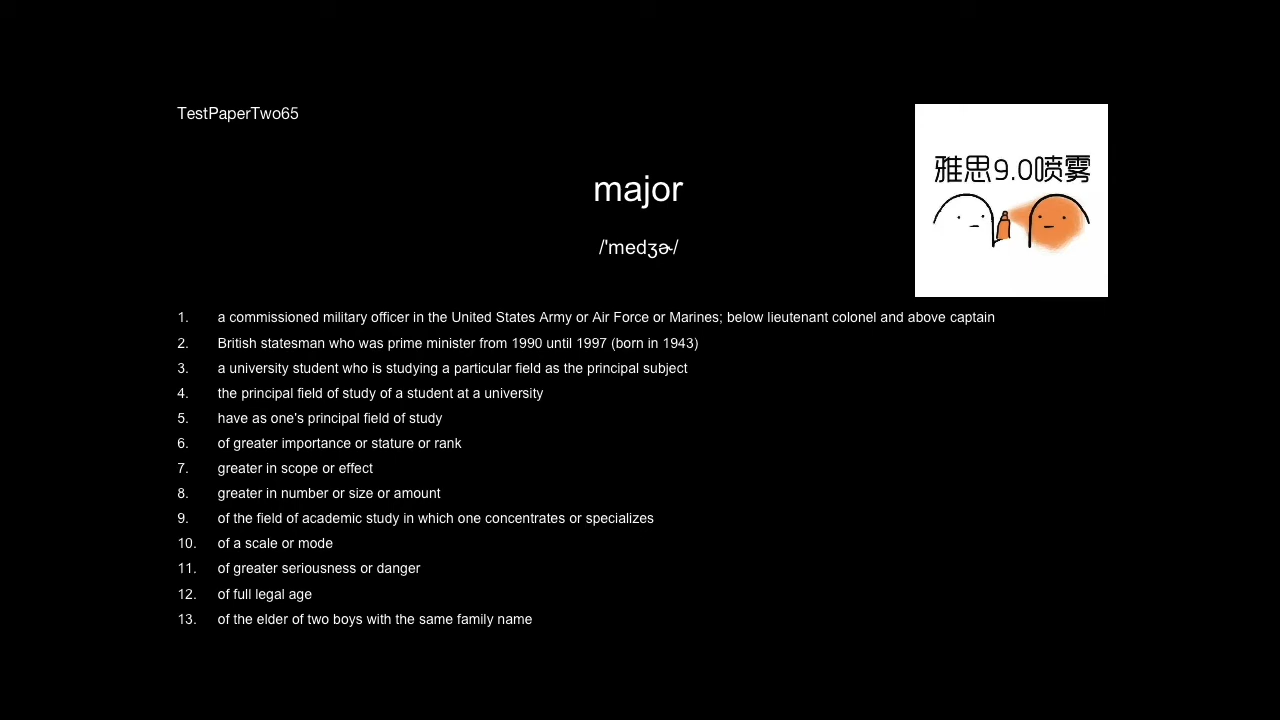 TestPaperTwo65
雅思9.0喷雾
major
/'medʒɚ/
1. a commissioned military officer in the United States Army or Air Force or Marines; below lieutenant colonel and above captain
2. British statesman who was prime minister from 1990 until 1997 (born in 1943)
3. a university student who is studying a particular field as the principal subject
4. the principal field of study of a student at a university
5. have as one's principal field of study
6. of greater importance or stature or rank
7. greater in scope or effect
8. greater in number or size or amount
9. of the field of academic study in which one concentrates or specializes
10. of a scale or mode
11. of greater seriousness or danger
12. of full legal age
13. of the elder of two boys with the same family name